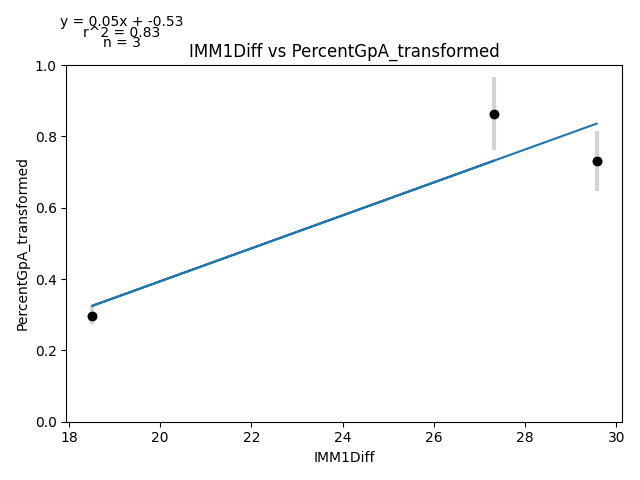 y = 0.05x + -0.53
r^2 = 0.83
n = 3
IMM1Diff vs PercentGpA_transformed
1.0
0.8
0.6
0.4
0.2
0.0
PercentGpA_transformed
18
20
22
24
26
28
30
IMM1Diff